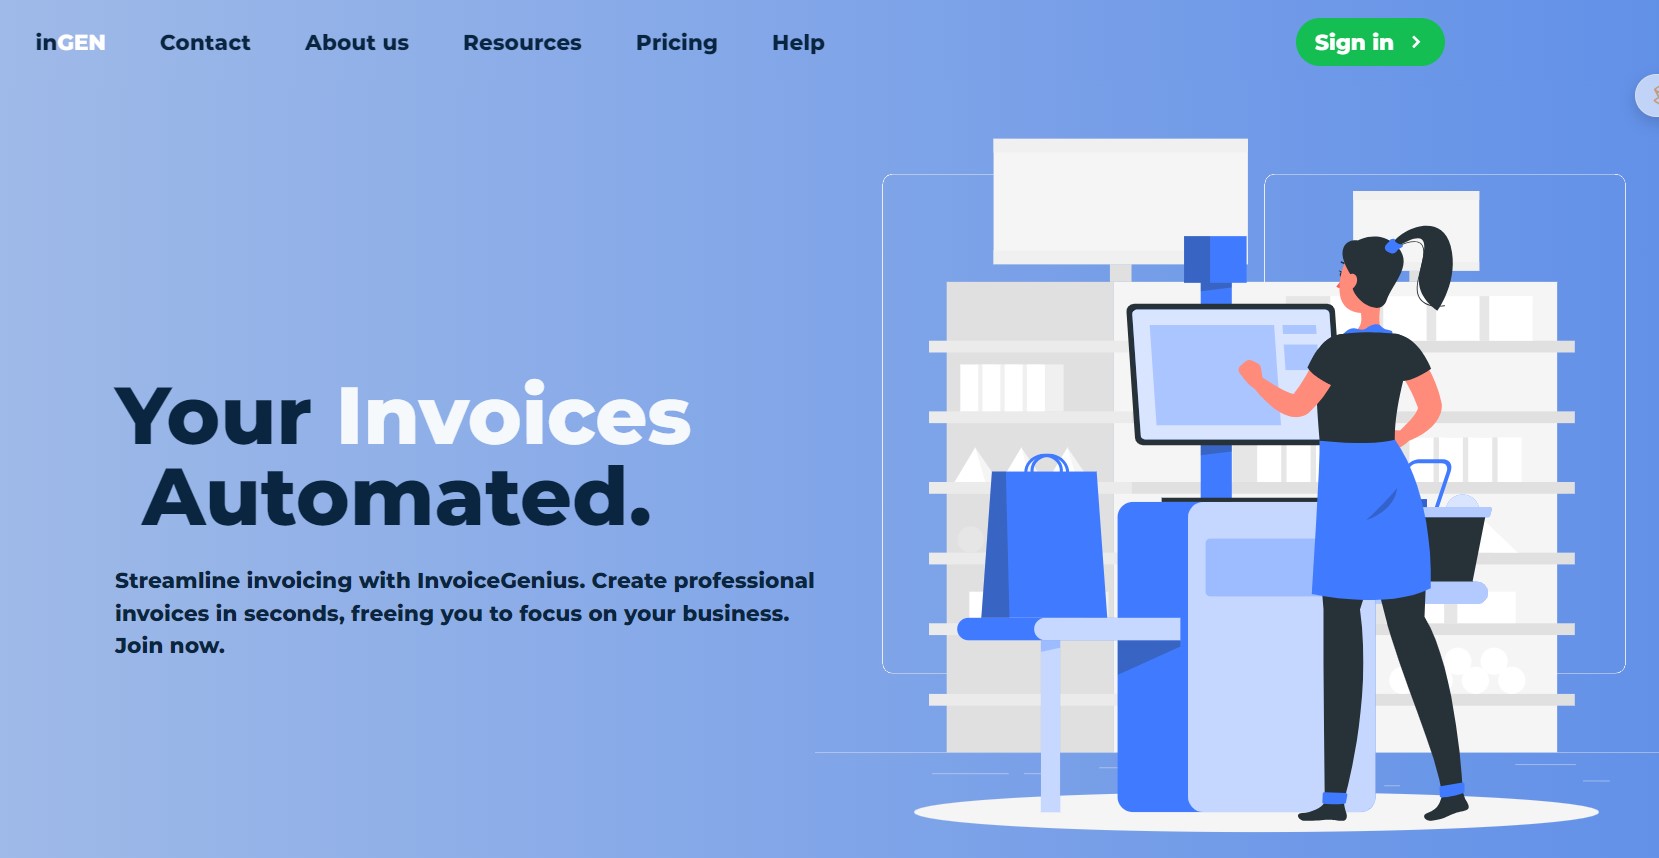 inGEN Contact About us Resources Pricing Help Sign in
Your Invoices
Automated.
Streamline invoicing with InvoiceGenius. Create professional
invoices in seconds, freeing you to focus on your business.
Join now.